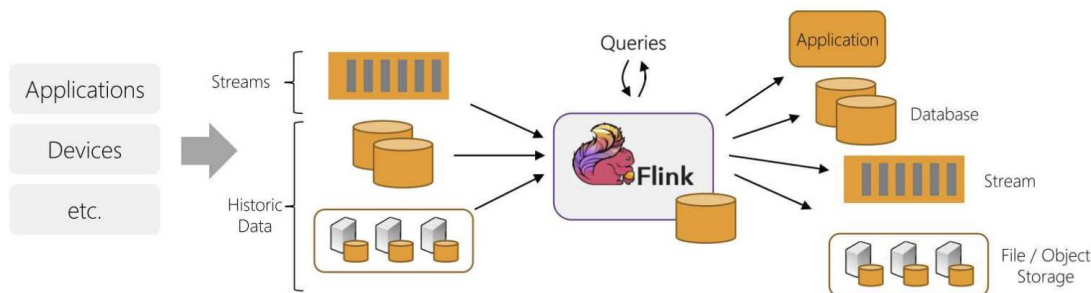 Applications
Devices
etc.
Streams
Historic
Data
Queries
Flink
Application
Database
Stream
File / Object
Storage